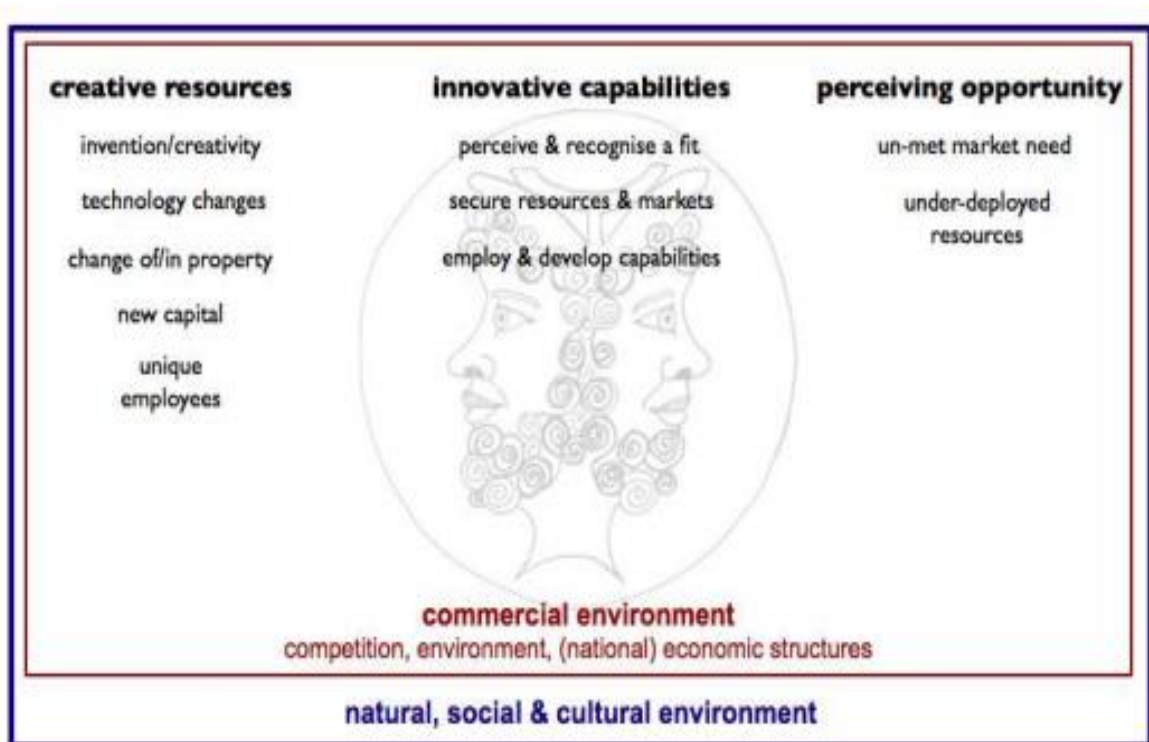 creative resources
invention/creativity
technology changes
change of/in property
new capital
unique
employees
innovative capabilities
perceive & recognise a fit
secure resources & markets
employ & develop capabilities
perceiving opportunity
un-met market need
under-deployed
resources
commercial environment
competition, environment, (national) economic structures
natural, social & cultural environment